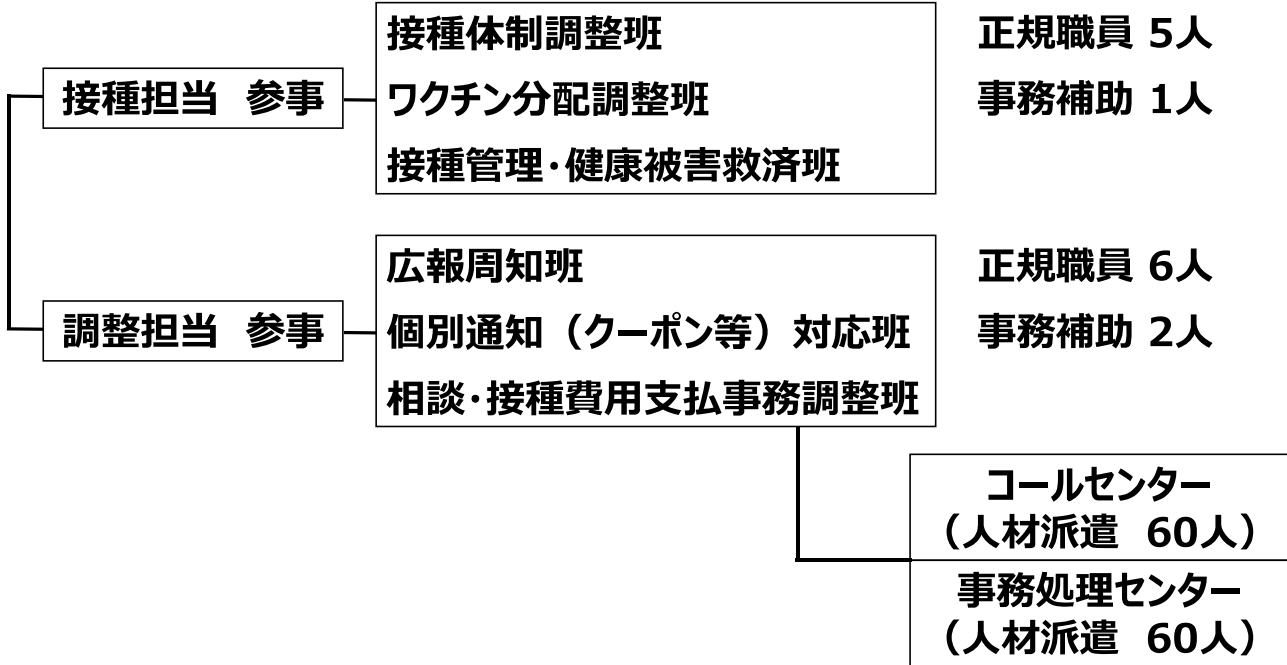 接種体制調整班 正規職員 5人
接種担当 参事 ワクチン分配調整班 事務補助 1人
接種管理・健康被害救済班
広報周知班 正規職員 6人
調整担当 参事 個別通知（クーポン等）対応班 事務補助 2人
相談・接種費用支払事務調整班
コールセンター
（人材派遣 60人）
事務処理センター
（人材派遣 60人）